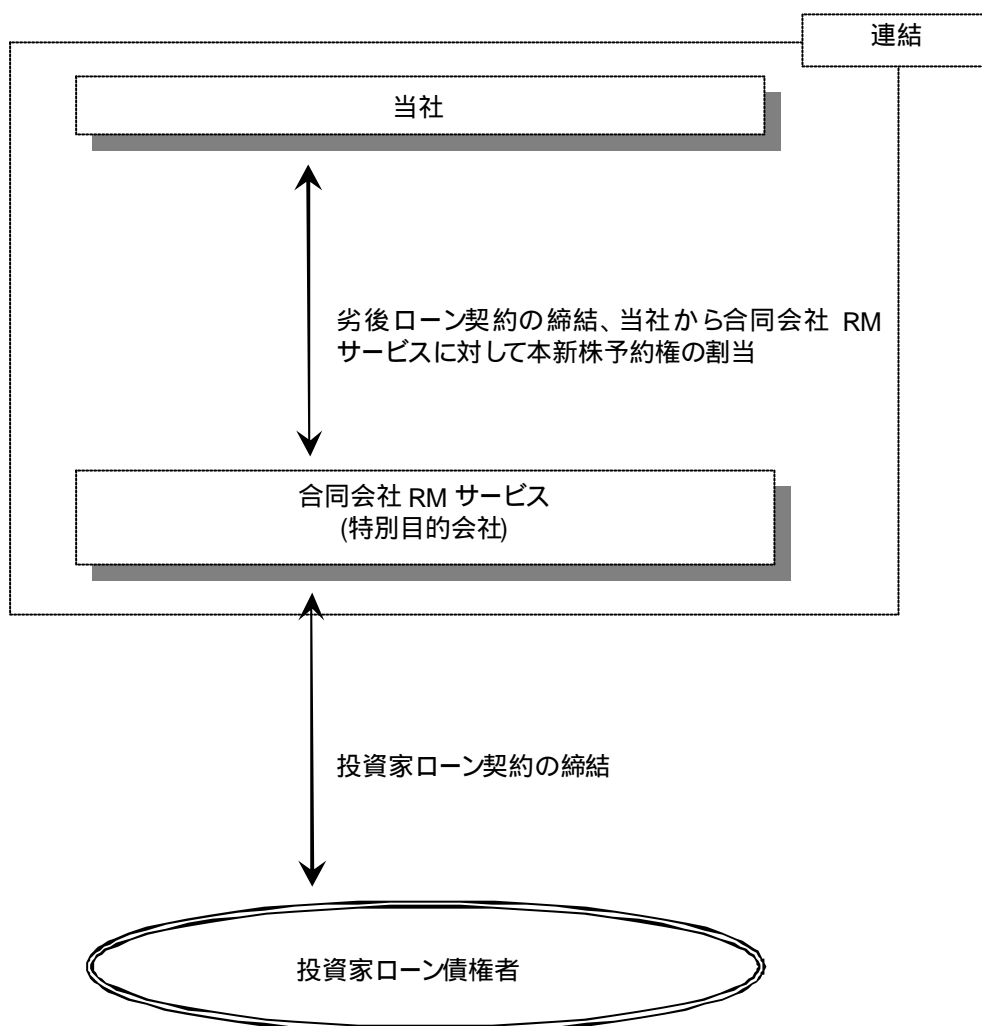 連結
当社
劣後ローン契約の締結、当社から合同会社 RM
サービスに対して本新株予約権の割当
合同会社 RM サービス
(特別目的会社)
投資家ローン契約の締結
投資家ローン債権者